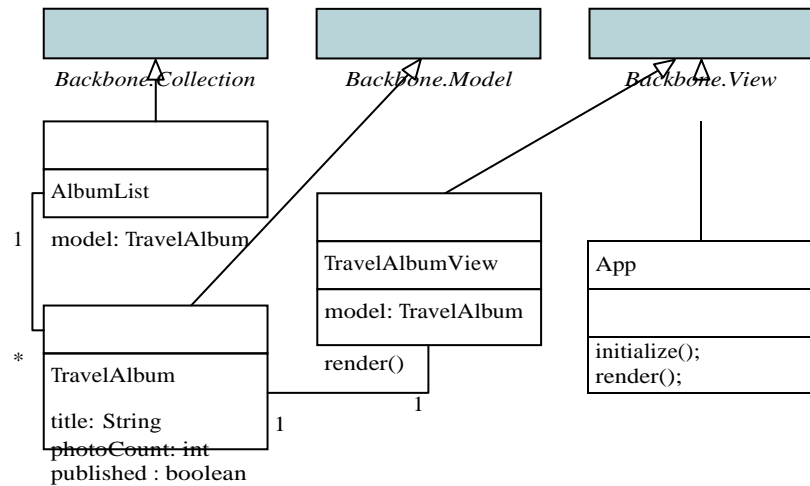 Backbone.Collection
Backbone.Model
Backbone.View
AlbumList
model: TravelAlbum
1
*
TravelAlbum
title: String
photoCount: int
published : boolean
1
1
TravelAlbumView
model: TravelAlbum
render()
App
initialize();
render();